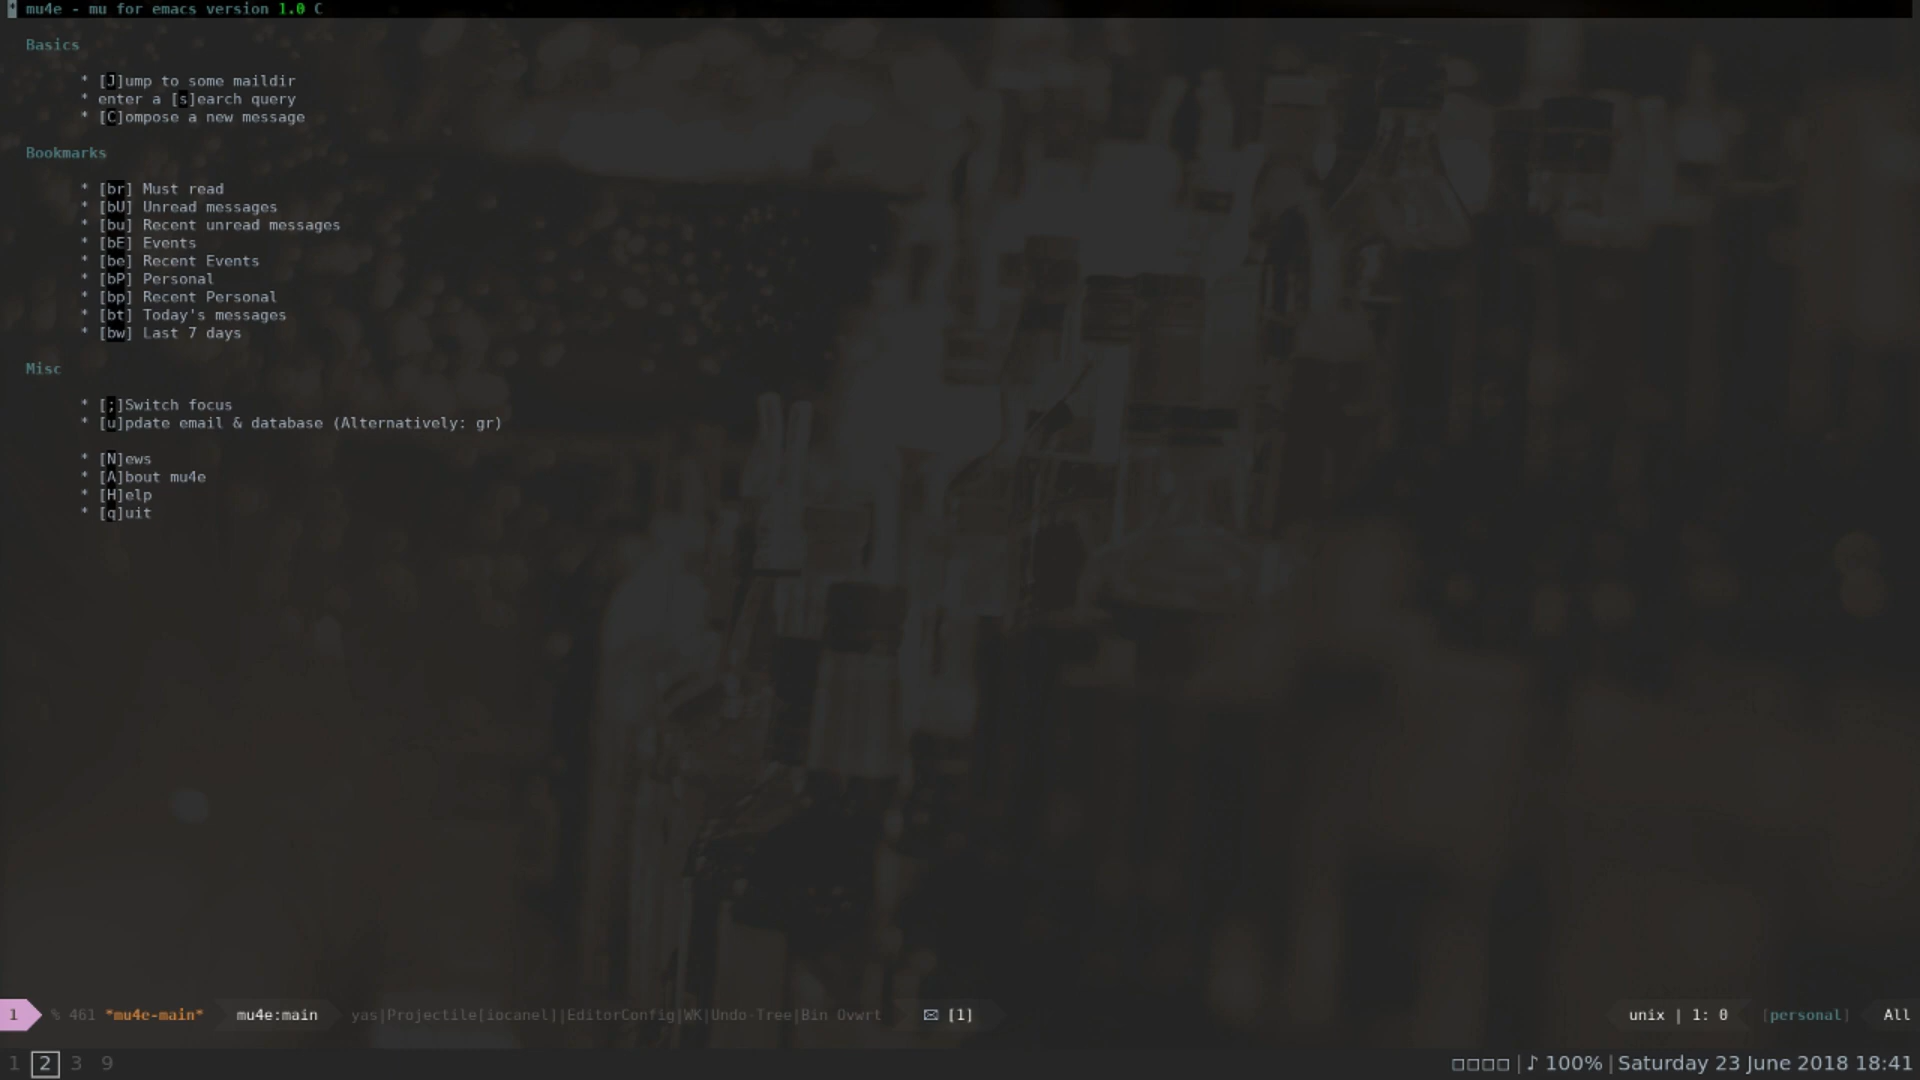 * mu4e - mu for emacs version 1.0 C
Basics
* [J]ump to some maildir
* enter a [s]earch query
* [C]ompose a new message
Bookmarks
* [br] Must read
* [bU] Unread messages
* [bu] Recent unread messages
* [bE] Events
* [be] Recent Events
* [bP] Personal
* [bp] Recent Personal
* [bt] Today's messages
* [bw] Last 7 days
Misc
* [;]Switch focus
* [u]pdate email & database (Alternatively: gr)
* [N]ews
* [A]bout mu4e
* [H]elp
* [q]uit
1 % 461 *mu4e-main* mu4e:main yas|Projectile[iocanel]|EditorConfig|WK|Undo-Tree|Bin Ovwrt ✉ [1] unix | 1: 0 [personal] All
1 2 3 9 □□□□ | ♪ 100% | Saturday 23 June 2018 18:41